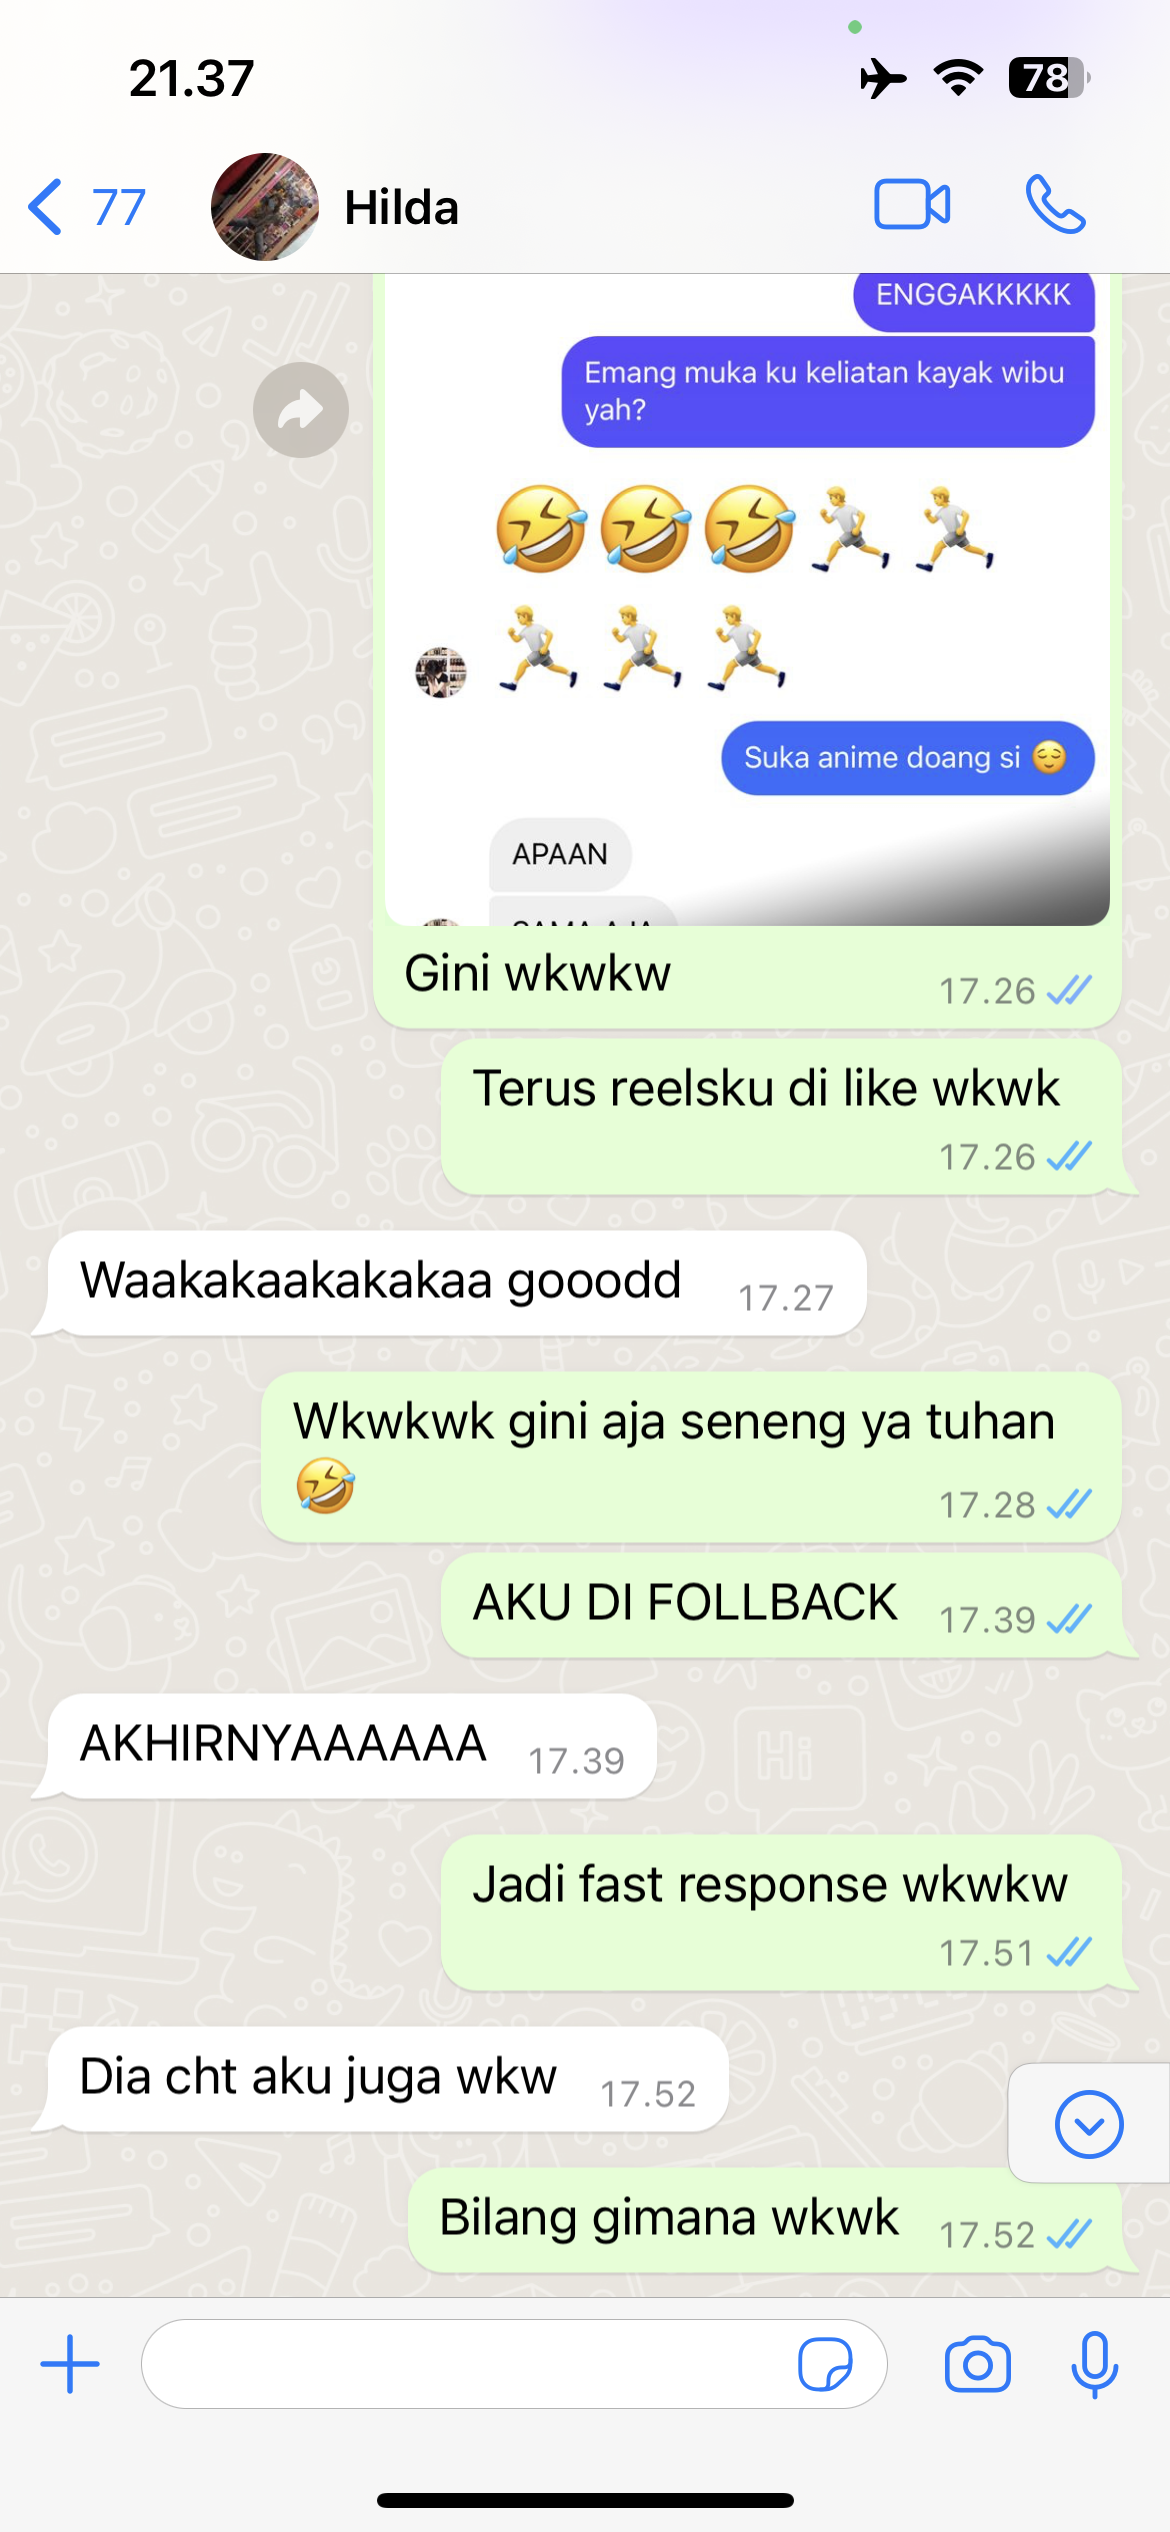 21.37
78
77
Hilda
ENGGAKKKKK
Emang muka ku keliatan kayak wibu
yah?
Suka anime doang si 😌
APAAN
SAMA AJA
Gini wkwkw
17.26
Terus reelsku di like wkwk
17.26
Waakakaakakakaa gooodd
17.27
Wkwkwk gini aja seneng ya tuhan
🤣
17.28
AKU DI FOLLBACK
17.39
AKHIRNYAAAAAA
17.39
Jadi fast response wkwkw
17.51
Dia cht aku juga wkw
17.52
Bilang gimana wkwk
17.52